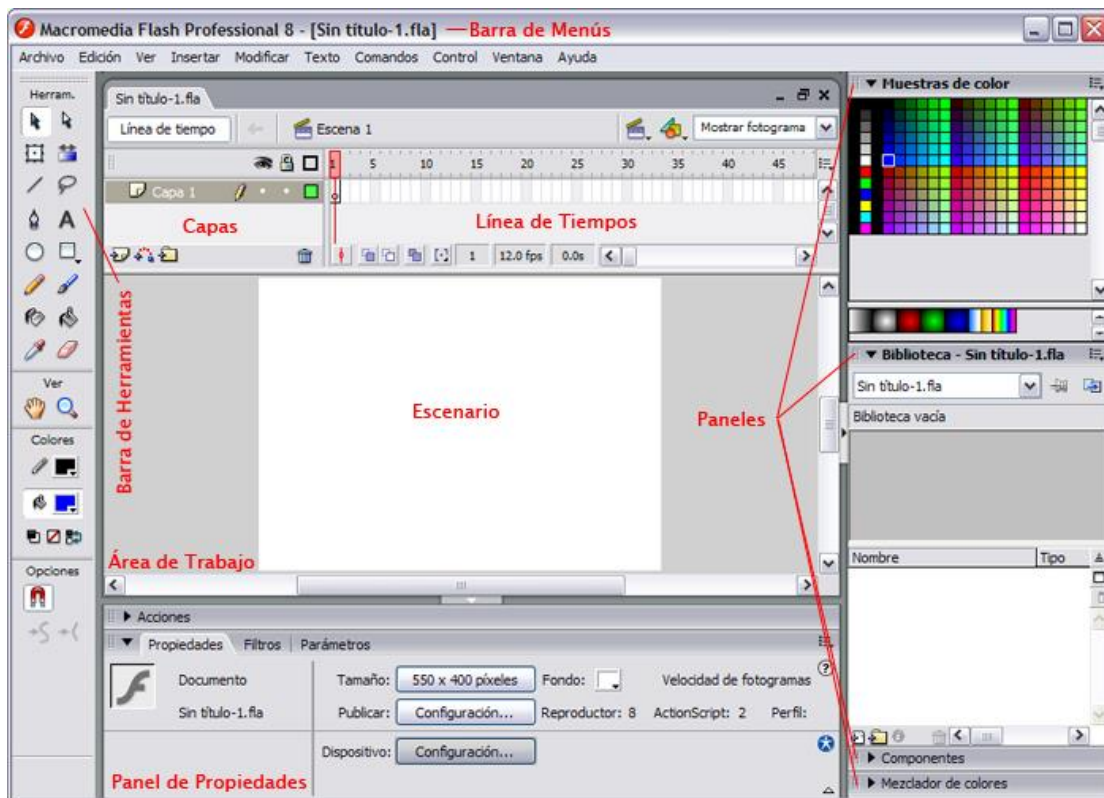 Macromedia Flash Professional 8 - [Sin título-1.fla] Barra de Menús
Archivo Edición Ver Insertar Modificar Texto Comandos Control Ventana Ayuda
Herram.
Ver
Colores
Opciones
Barra de Herramientas
Sin título-1.fla
Línea de tiempo Escena 1 Mostrar fotograma
1 5 10 15 20 25 30 35 40 45
Capa 1
Capas
Línea de Tiempos
1 12.0 fps 0.0s
Escenario
Área de Trabajo
Paneles
Acciones
Propiedades Filtros Parámetros
Documento
Sin título-1.fla
Tamaño: 550 x 400 píxeles Fondo: Velocidad de fotogramas
Publicar: Configuración... Reproductor: 8 ActionScript: 2 Perfil:
Dispositivo: Configuración...
Panel de Propiedades
Muestras de color
Biblioteca - Sin título-1.fla
Sin título-1.fla
Biblioteca vacía
Nombre Tipo
Componentes
Mezclador de colores